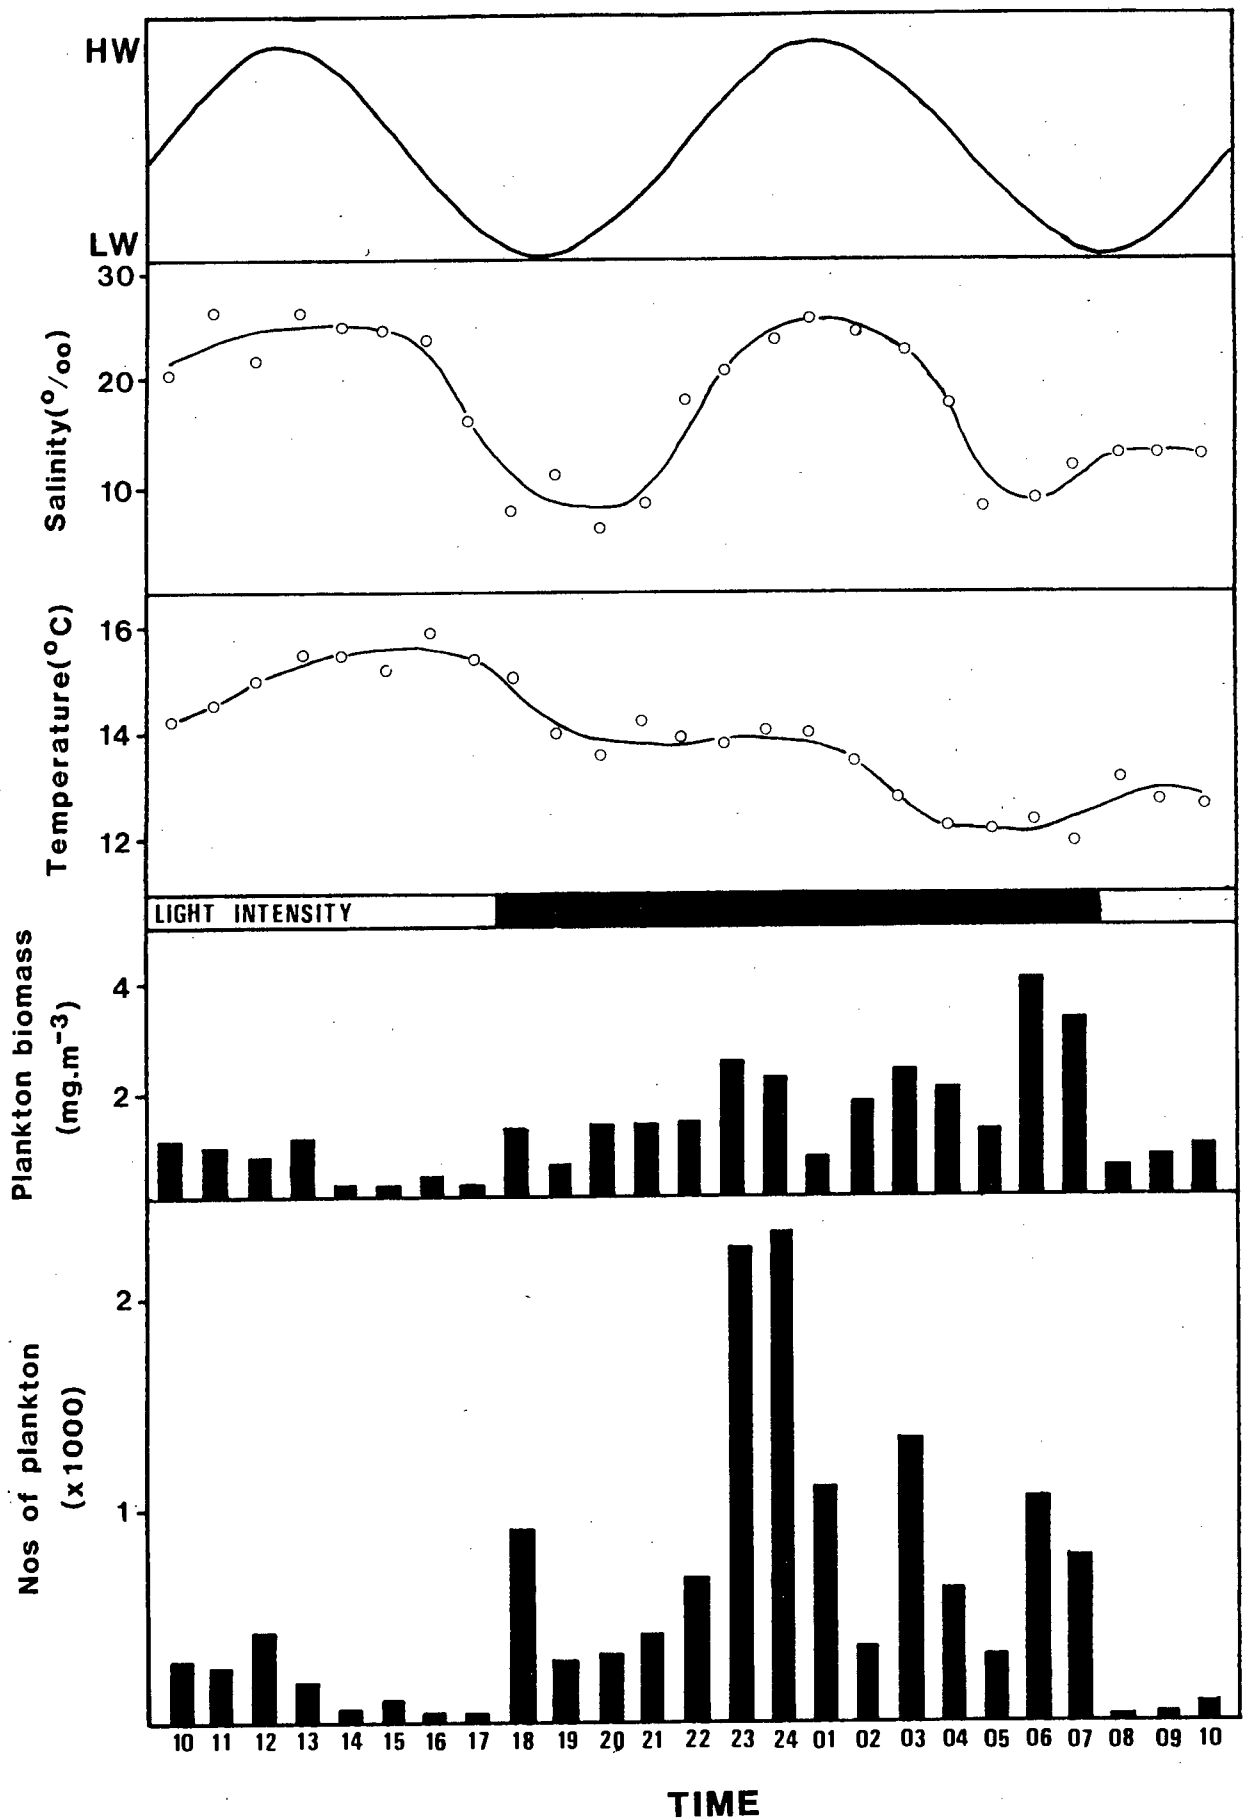 HW
LW
30
20
10
Salinity(°/oo)
16
14
12
Temperature(°C)
LIGHT INTENSITY
4
2
Plankton biomass
(mg.m⁻³)
2
1
Nos of plankton
(x1000)
10 11 12 13 14 15 16 17 18 19 20 21 22 23 24 01 02 03 04 05 06 07 08 09 10
TIME